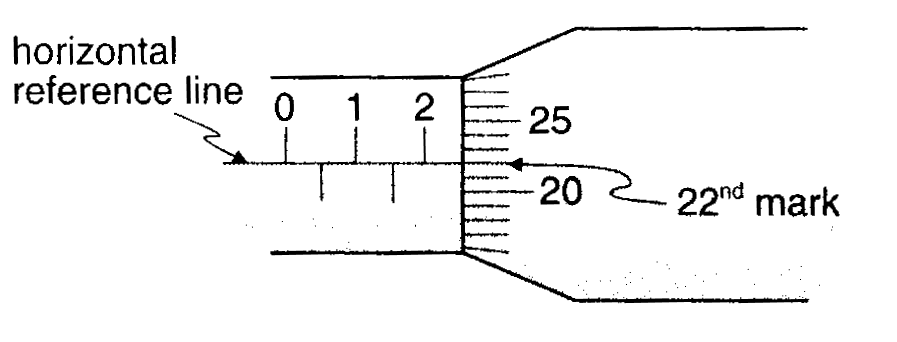 horizontal
reference line
0 1 2
25
20
22nd mark